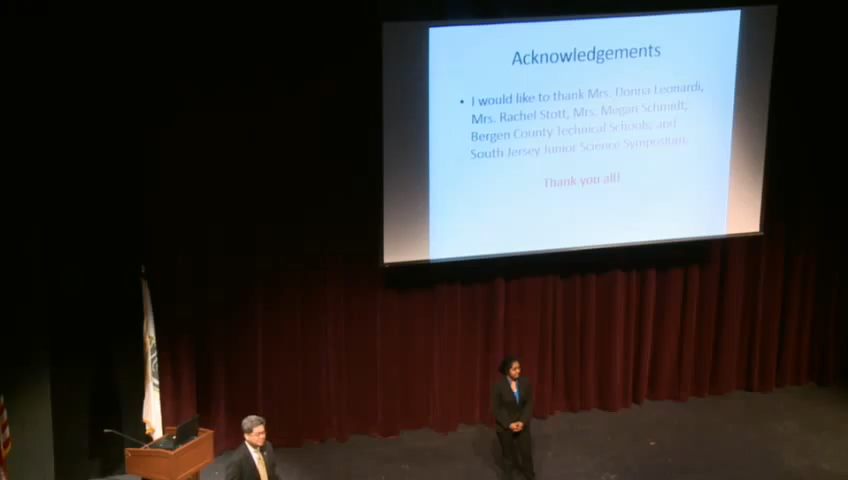 Acknowledgements
• I would like to thank Mrs. Donna Leonardi,
Mrs. Rachel Stott, Mrs. Megan Schmidt,
Bergen County Technical Schools, and
South Jersey Junior Science Symposium.
Thank you all!